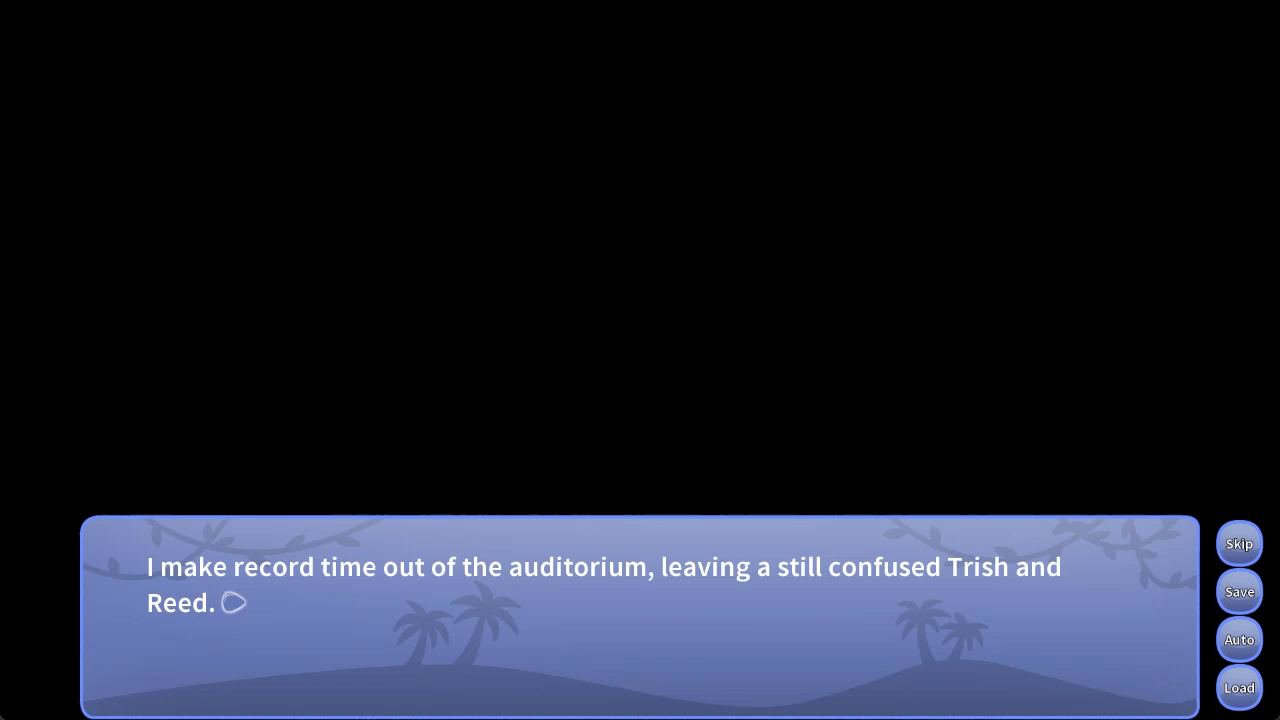 I make record time out of the auditorium, leaving a still confused Trish and
Reed.
Skip
Save
Auto
Load